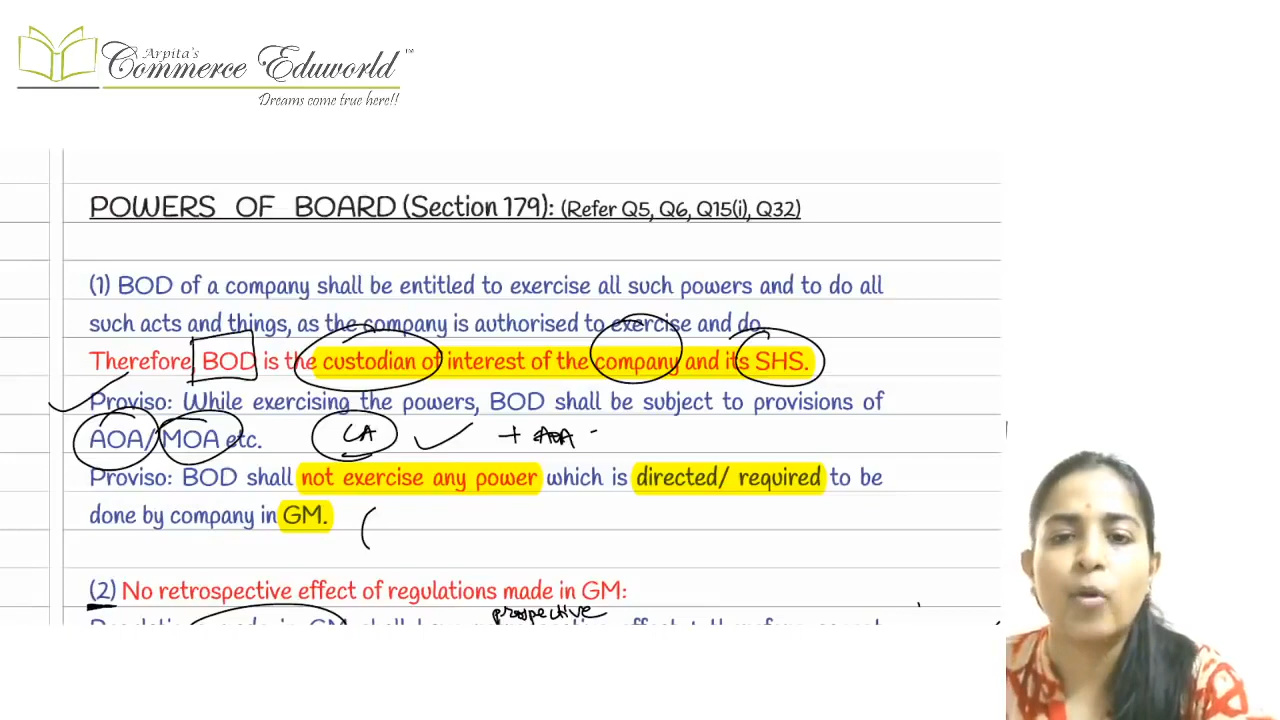 Arpita's
Commerce Eduworld™
Dreams come true here!!
POWERS OF BOARD (Section 179): (Refer Q5, Q6, Q15(i), Q32)
(1) BOD of a company shall be entitled to exercise all such powers and to do all
such acts and things, as the company is authorised to exercise and do.
Therefore BOD is the custodian of interest of the company and its SHS.
Proviso: While exercising the powers, BOD shall be subject to provisions of
AOA/ MOA etc. CA + AOA
Proviso: BOD shall not exercise any power which is directed/ required to be
done by company in GM. (
(2) No retrospective effect of regulations made in GM:
prospective